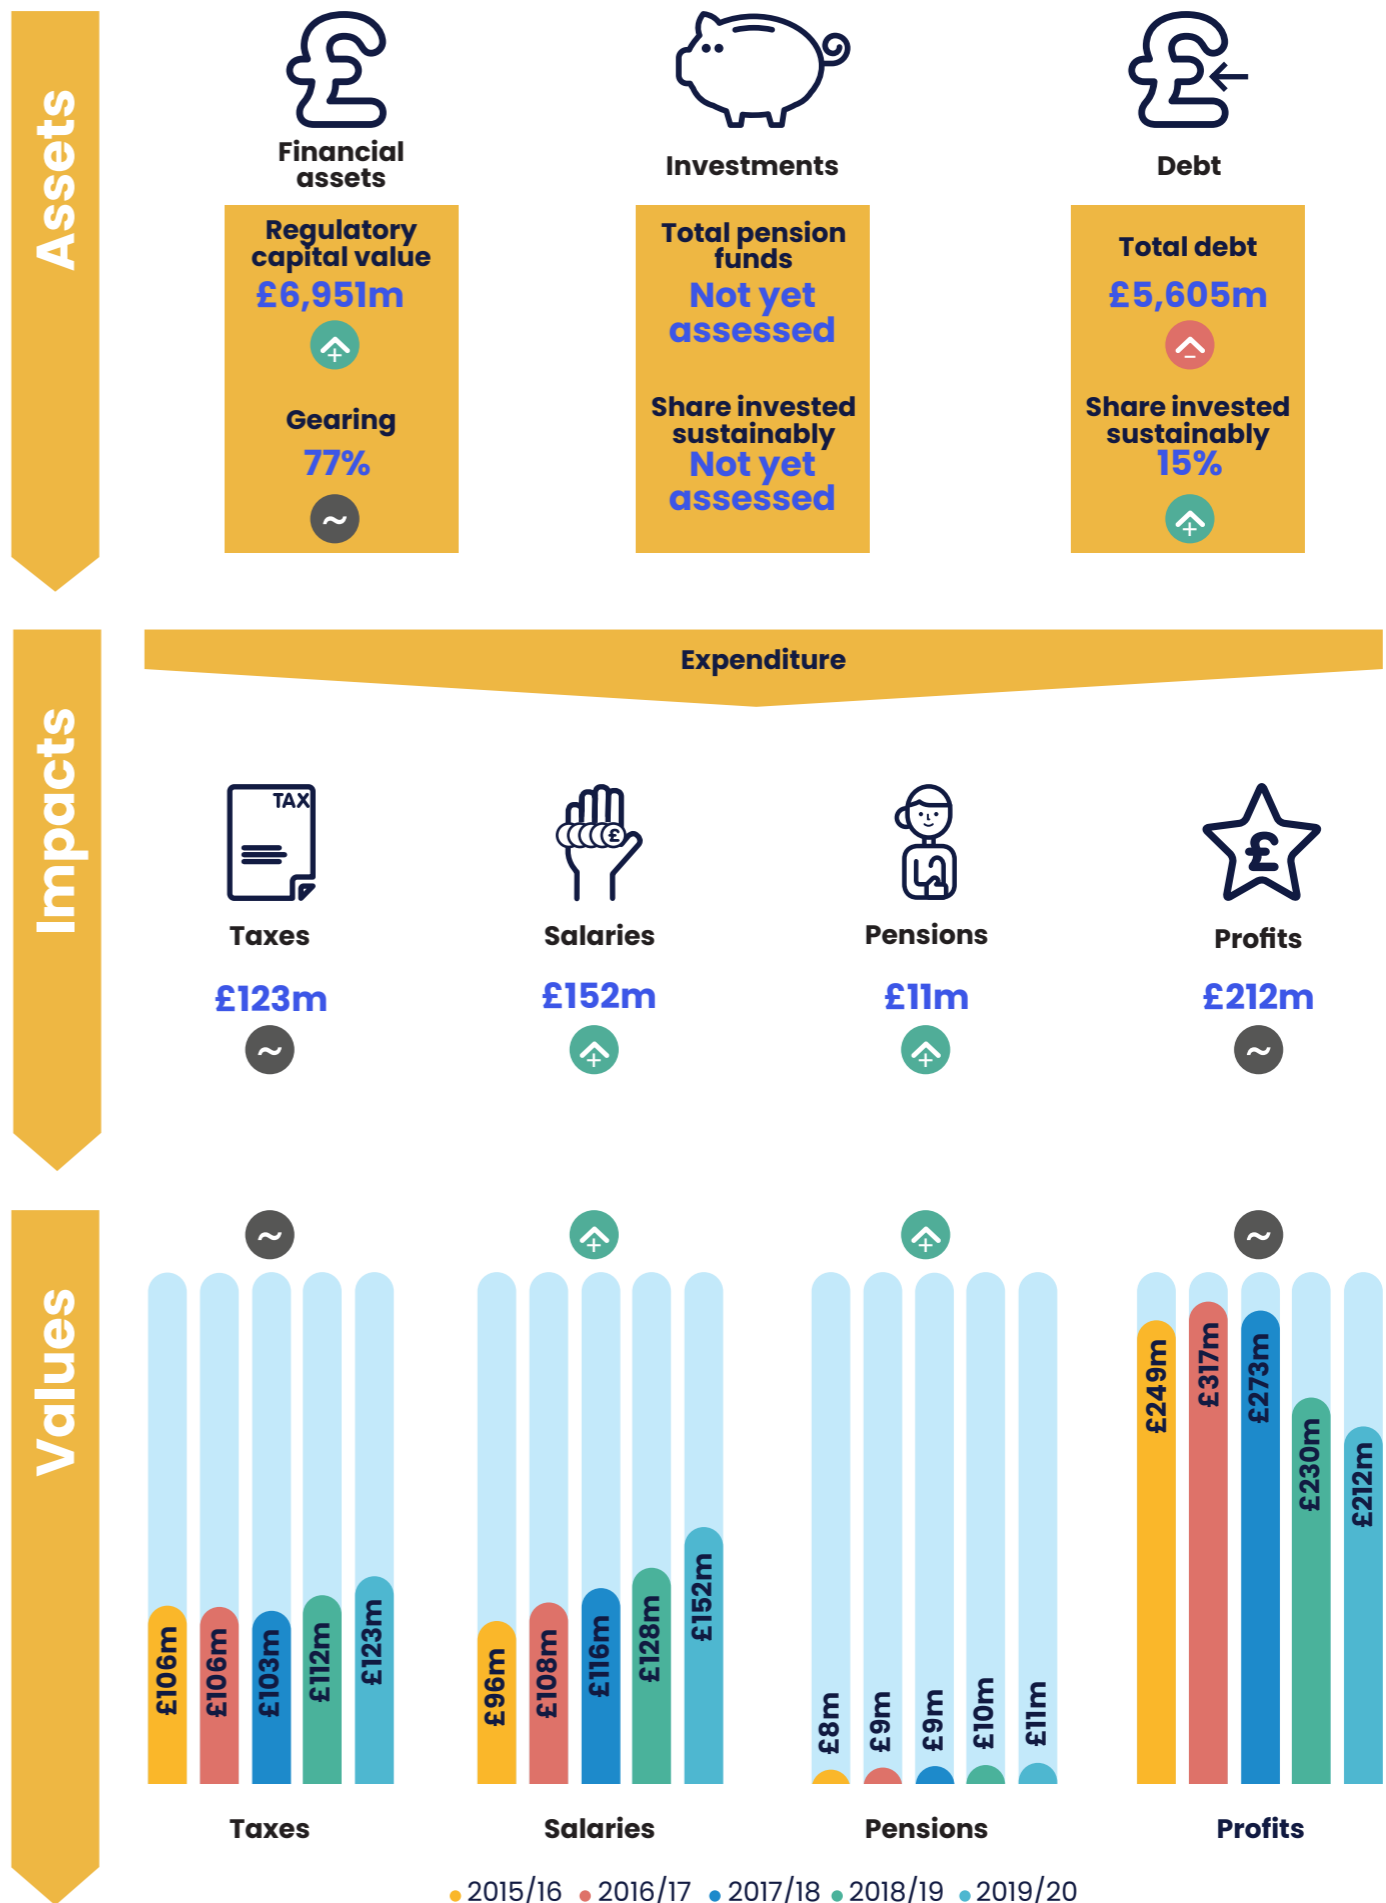 Assets
Financial
assets
Regulatory
capital value
£6,951m
Gearing
77%
~
Investments
Total pension
funds
Not yet
assessed
Share invested
sustainably
Not yet
assessed
Debt
Total debt
£5,605m
Share invested
sustainably
15%
Impacts
Expenditure
TAX
Taxes
£123m
~
£
Salaries
£152m
Pensions
£11m
£
Profits
£212m
~
Values
~
£106m
£106m
£103m
£112m
£123m
Taxes
£96m
£108m
£116m
£128m
£152m
Salaries
£8m
£9m
£9m
£10m
£11m
Pensions
~
£249m
£317m
£273m
£230m
£212m
Profits
2015/16 2016/17 2017/18 2018/19 2019/20